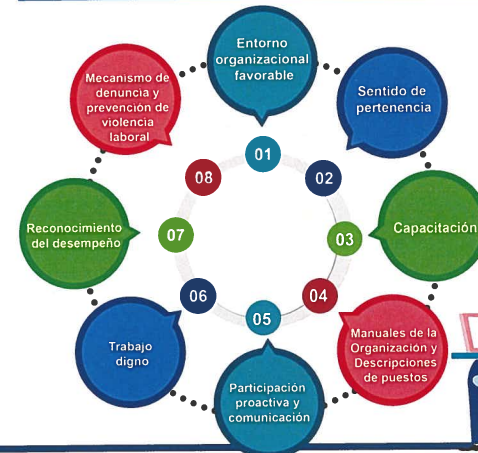 Entorno
organizacional
favorable
01
Sentido de
pertenencia
02
Capacitación
03
Manuales de la
Organización y
Descripciones
de puestos
04
Participación
proactiva y
comunicación
05
Trabajo
digno
06
Reconocimiento
del desempeño
07
Mecanismo de
denuncia y
prevención de
violencia
laboral
08